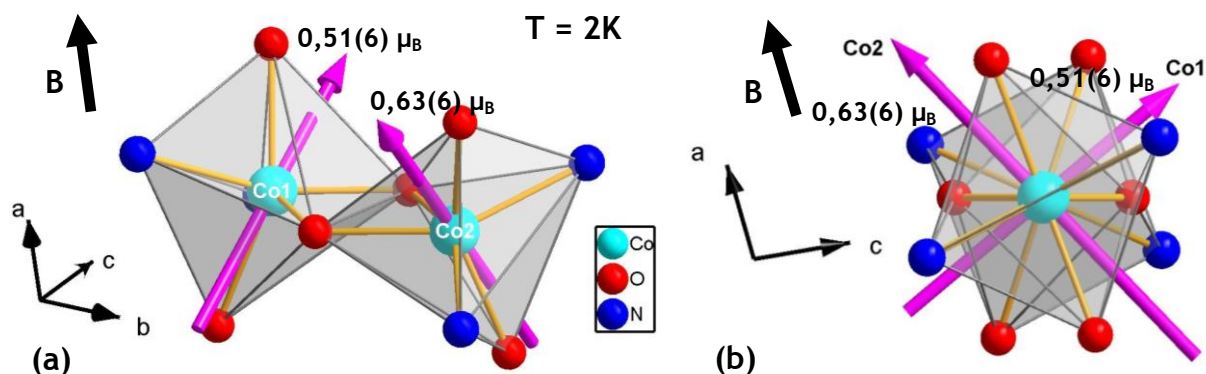 0,51(6) μB
T = 2K
B
0,63(6) μB
Co1
Co2
a
c
b
Co
O
N
(a)
B
Co2
0,51(6) μB
Co1
0,63(6) μB
a
c
(b)